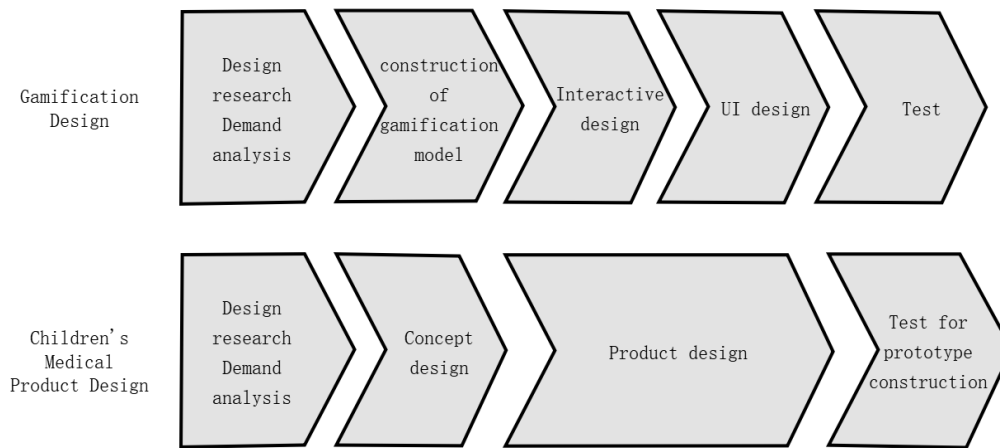 Gamification
Design
Design
research
Demand
analysis
construction
of
gamification
model
Interactive
design
UI design
Test
Children's
Medical
Product Design
Design
research
Demand
analysis
Concept
design
Product design
Test for
prototype
construction